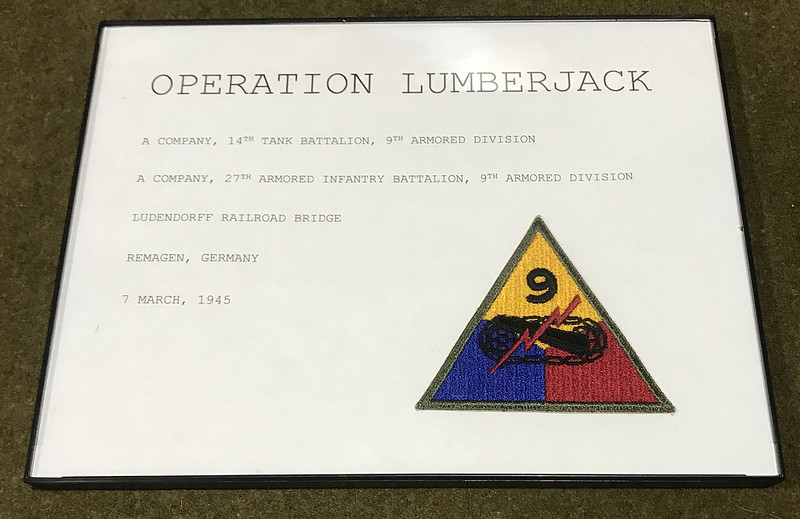 OPERATION LUMBERJACK
A COMPANY, 14TH TANK BATTALION, 9TH ARMORED DIVISION
A COMPANY, 27TH ARMORED INFANTRY BATTALION, 9TH ARMORED DIVISION
LUDENDORFF RAILROAD BRIDGE
REMAGEN, GERMANY
7 MARCH, 1945
9